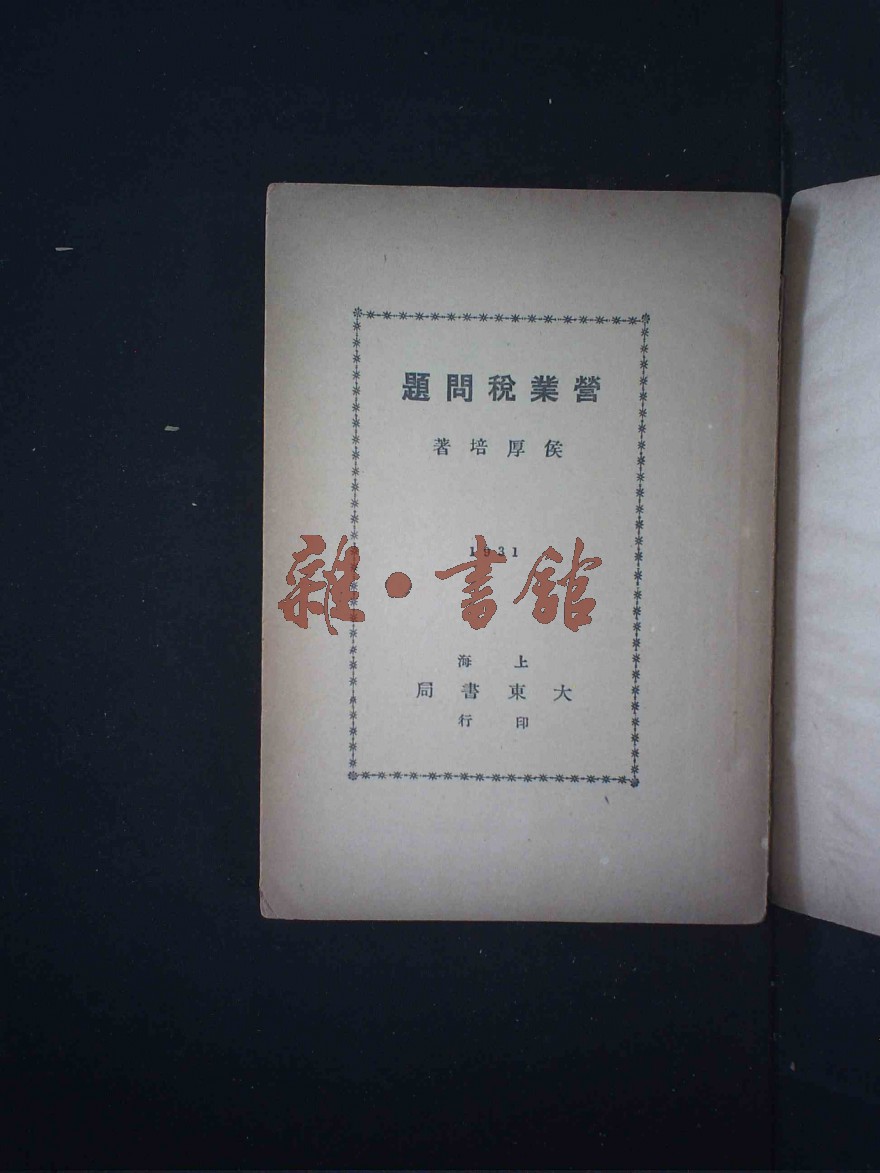 營業稅問題
侯厚培著
1931
雜·書館
上海
大東書局
印行